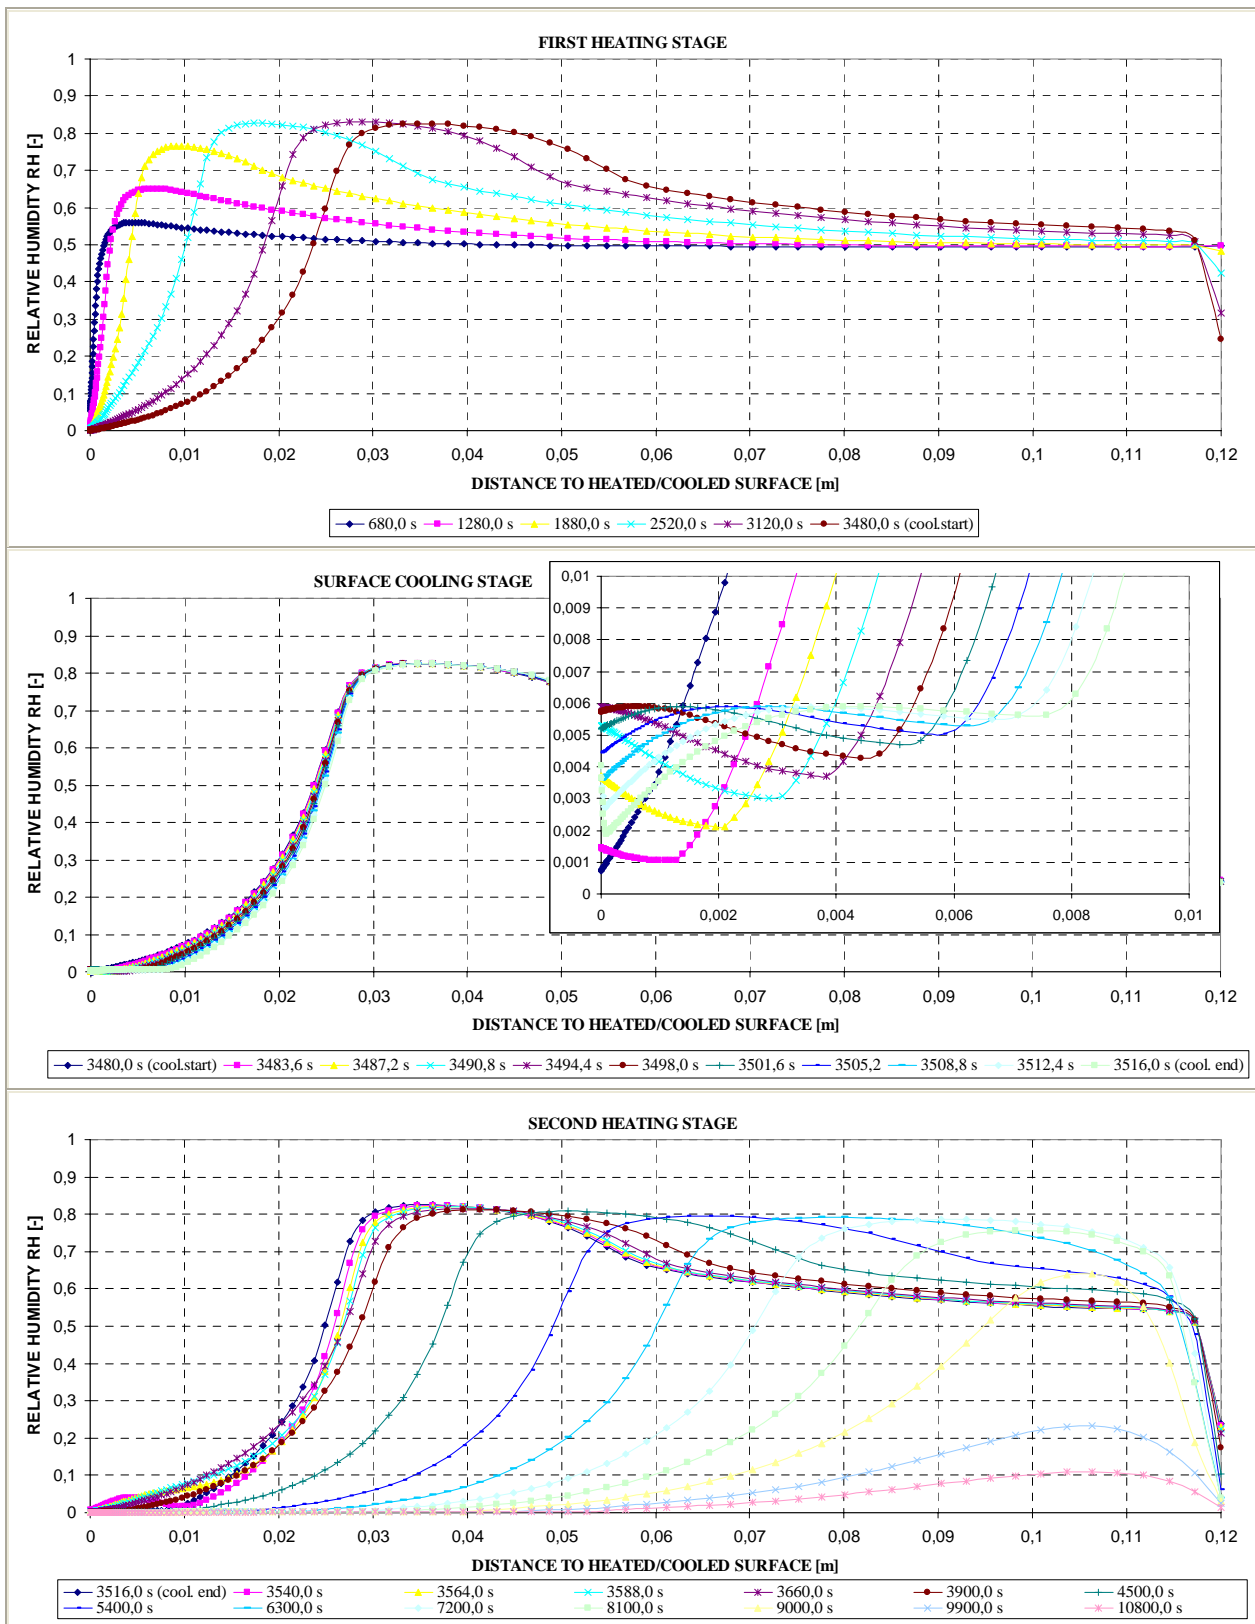 FIRST HEATING STAGE
RELATIVE HUMIDITY RH [-]
1
0,9
0,8
0,7
0,6
0,5
0,4
0,3
0,2
0,1
0
0 0,01 0,02 0,03 0,04 0,05 0,06 0,07 0,08 0,09 0,1 0,11 0,12
DISTANCE TO HEATED/COOLED SURFACE [m]
680,0 s 1280,0 s 1880,0 s 2520,0 s 3120,0 s 3480,0 s (cool.start)
SURFACE COOLING STAGE
RELATIVE HUMIDITY RH [-]
1
0,9
0,8
0,7
0,6
0,5
0,4
0,3
0,2
0,1
0
0,01
0,009
0,008
0,007
0,006
0,005
0,004
0,003
0,002
0,001
0
0 0,002 0,004 0,006 0,008 0,01
0 0,01 0,02 0,03 0,04 0,05 0,06 0,07 0,08 0,09 0,1 0,11 0,12
DISTANCE TO HEATED/COOLED SURFACE [m]
3480,0 s (cool.start) 3483,6 s 3487,2 s 3490,8 s 3494,4 s 3498,0 s 3501,6 s 3505,2 3508,8 s 3512,4 s 3516,0 s (cool. end)
SECOND HEATING STAGE
RELATIVE HUMIDITY RH [-]
1
0,9
0,8
0,7
0,6
0,5
0,4
0,3
0,2
0,1
0
0 0,01 0,02 0,03 0,04 0,05 0,06 0,07 0,08 0,09 0,1 0,11 0,12
DISTANCE TO HEATED/COOLED SURFACE [m]
3516,0 s (cool. end) 3540,0 s 3564,0 s 3588,0 s 3660,0 s 3900,0 s 4500,0 s
5400,0 s 6300,0 s 7200,0 s 8100,0 s 9000,0 s 9900,0 s 10800,0 s